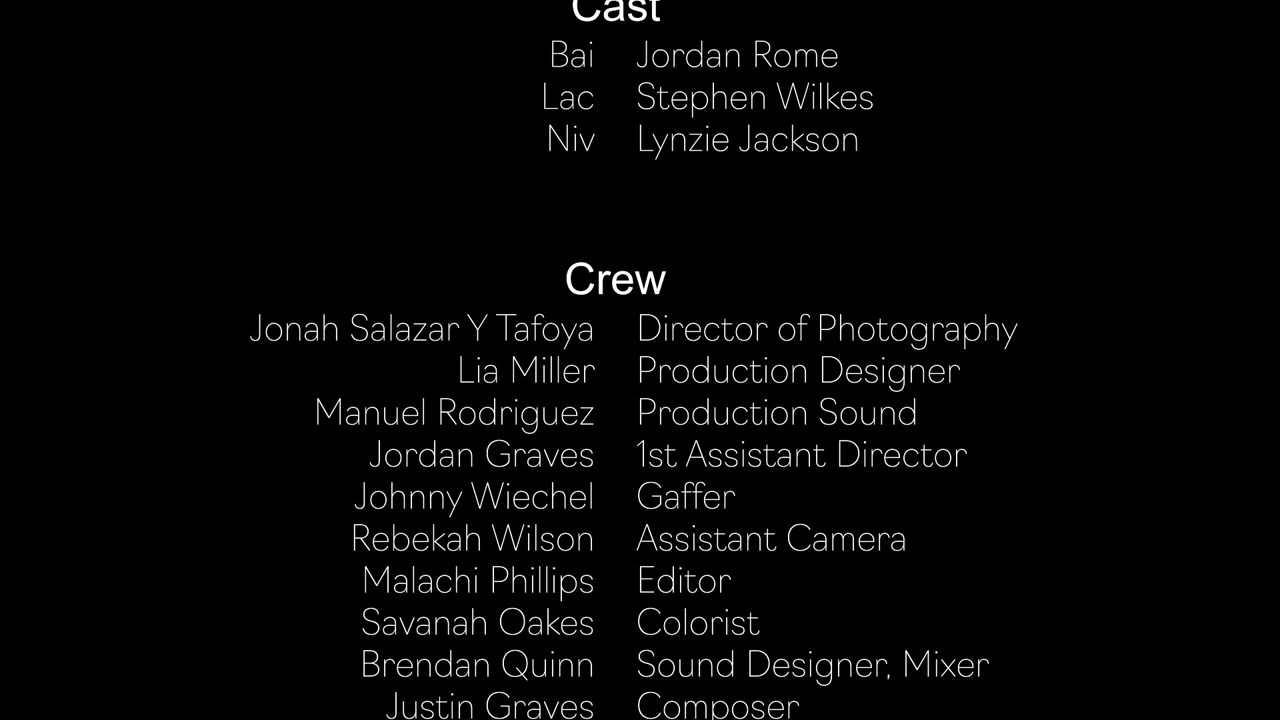 Cast
Bai Jordan Rome
Lac Stephen Wilkes
Niv Lynzie Jackson
Crew
Jonah Salazar Y Tafoya Director of Photography
Lia Miller Production Designer
Manuel Rodriguez Production Sound
Jordan Graves 1st Assistant Director
Johnny Wiechel Gaffer
Rebekah Wilson Assistant Camera
Malachi Phillips Editor
Savanah Oakes Colorist
Brendan Quinn Sound Designer, Mixer
Justin Graves Composer